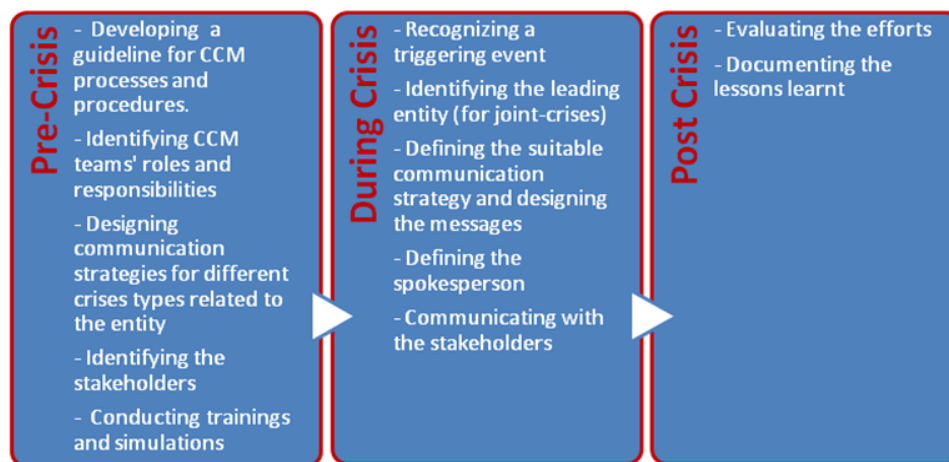 Pre-Crisis
- Developing a
guideline for CCM
processes and
procedures.
- Identifying CCM
teams' roles and
responsibilities
- Designing
communication
strategies for different
crises types related to
the entity
- Identifying the
stakeholders
- Conducting trainings
and simulations
During Crisis
- Recognizing a
triggering event
- Identifying the leading
entity (for joint-crises)
- Defining the suitable
communication
strategy and designing
the messages
- Defining the
spokesperson
- Communicating with
the stakeholders
Post Crisis
- Evaluating the efforts
- Documenting the
lessons learnt